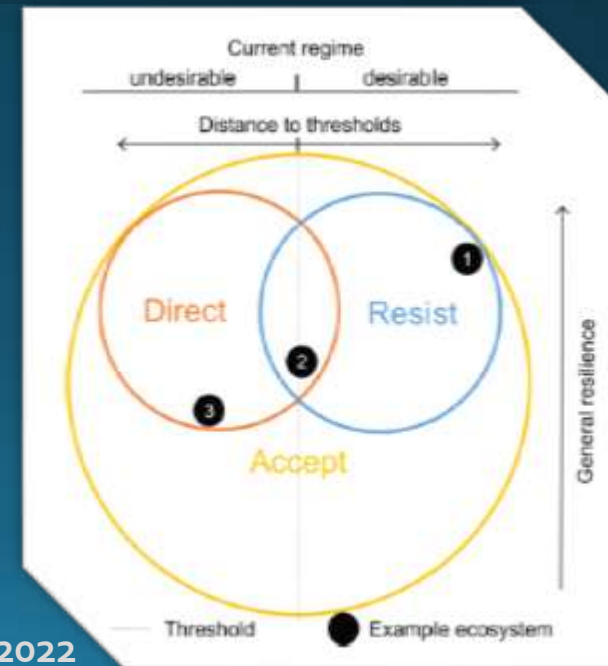 Current regime
undesirable desirable
Distance to thresholds
1
Direct Resist
2
3
Accept
General resilience
Threshold Example ecosystem
2022